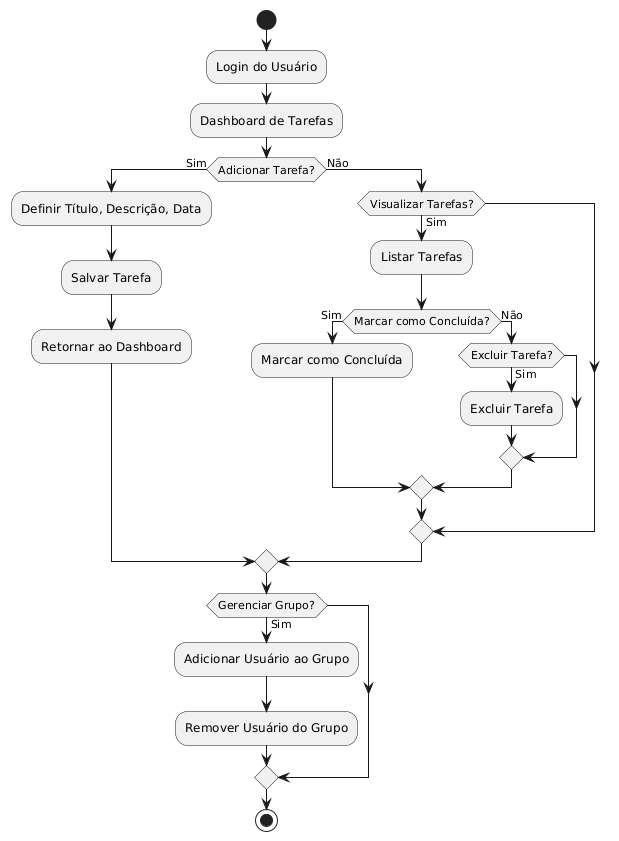 Login do Usuário
Dashboard de Tarefas
Sim
Adicionar Tarefa?
Não
Definir Título, Descrição, Data
Salvar Tarefa
Retornar ao Dashboard
Visualizar Tarefas?
Sim
Listar Tarefas
Sim
Marcar como Concluída?
Não
Marcar como Concluída
Excluir Tarefa?
Sim
Excluir Tarefa
Gerenciar Grupo?
Sim
Adicionar Usuário ao Grupo
Remover Usuário do Grupo